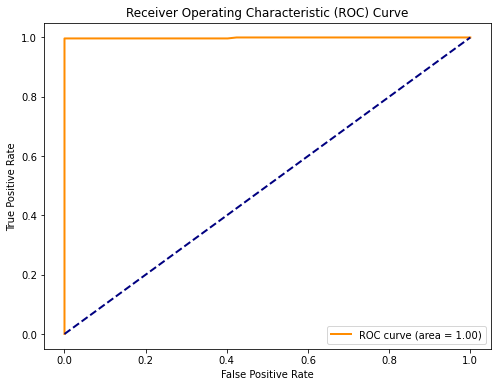 Receiver Operating Characteristic (ROC) Curve
True Positive Rate
1.0
0.8
0.6
0.4
0.2
0.0
ROC curve (area = 1.00)
0.0 0.2 0.4 0.6 0.8 1.0
False Positive Rate